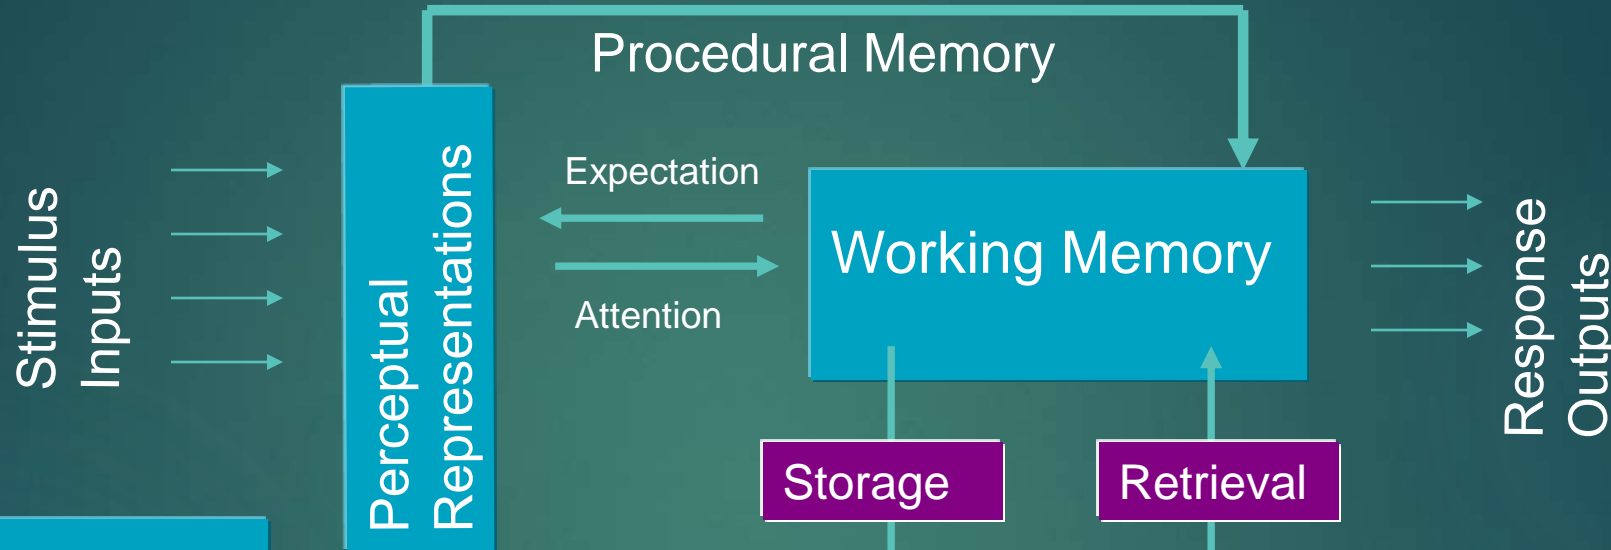 Procedural Memory
Stimulus
Inputs
Perceptual
Representations
Expectation
Attention
Working Memory
Response
Outputs
Storage
Retrieval